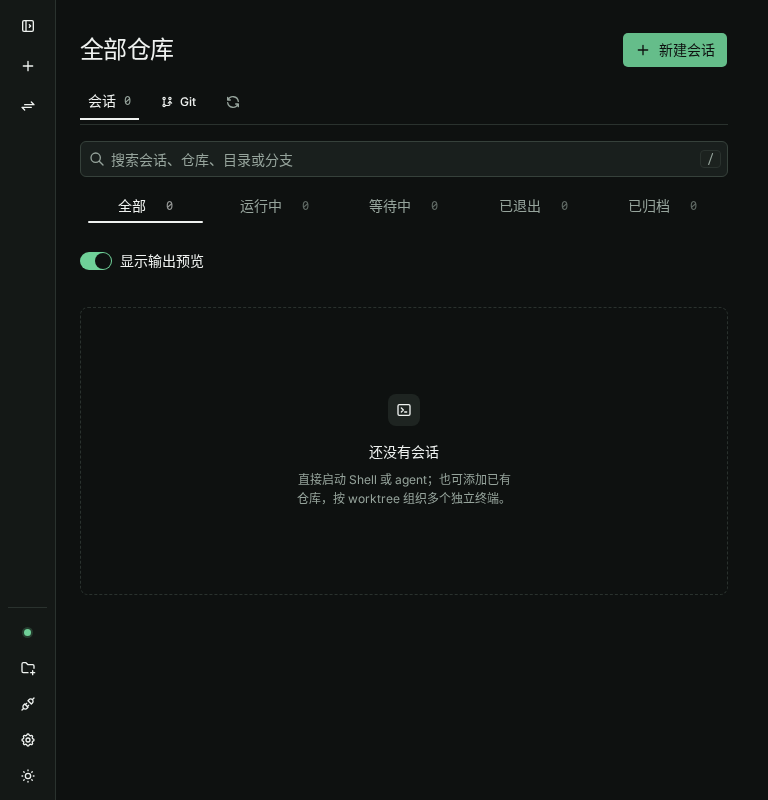 全部仓库
新建会话
会话 0
Git
搜索会话、仓库、目录或分支
/
全部 0
运行中 0
等待中 0
已退出 0
已归档 0
显示输出预览
还没有会话
直接启动 Shell 或 agent；也可添加已有
仓库，按 worktree 组织多个独立终端。